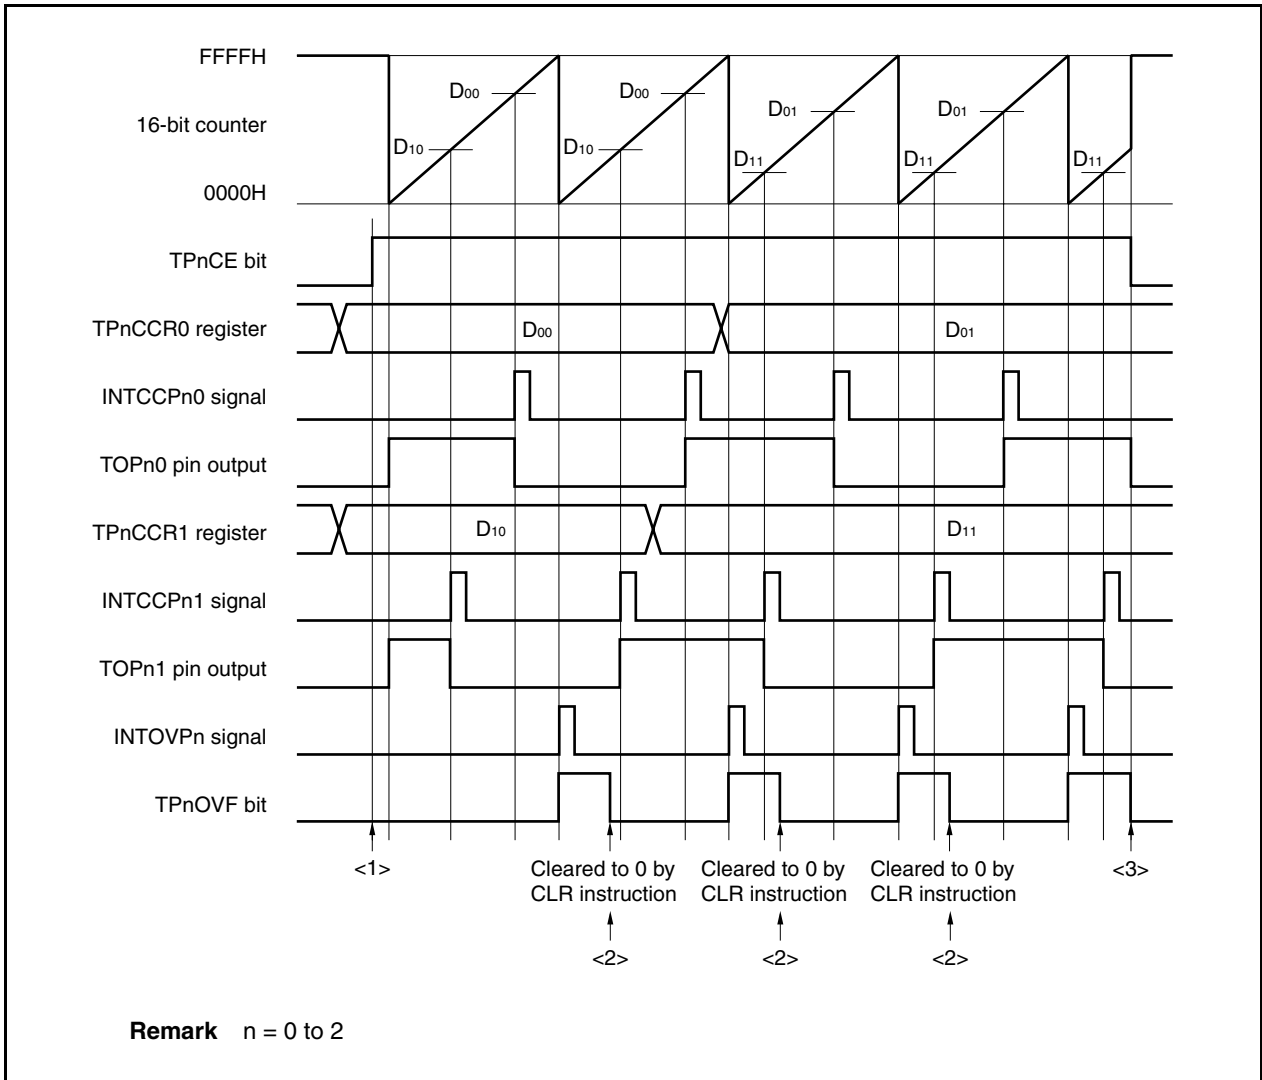 FFFFH
16-bit counter
0000H
D10
D00
D10
D00
D11
D01
D11
D01
D11
TPnCE bit
TPnCCR0 register
D00
D01
INTCCPn0 signal
TOPn0 pin output
TPnCCR1 register
D10
D11
INTCCPn1 signal
TOPn1 pin output
INTOVPn signal
TPnOVF bit
<1>
Cleared to 0 by
CLR instruction
<2>
Cleared to 0 by
CLR instruction
<2>
Cleared to 0 by
CLR instruction
<2>
<3>
Remark n = 0 to 2